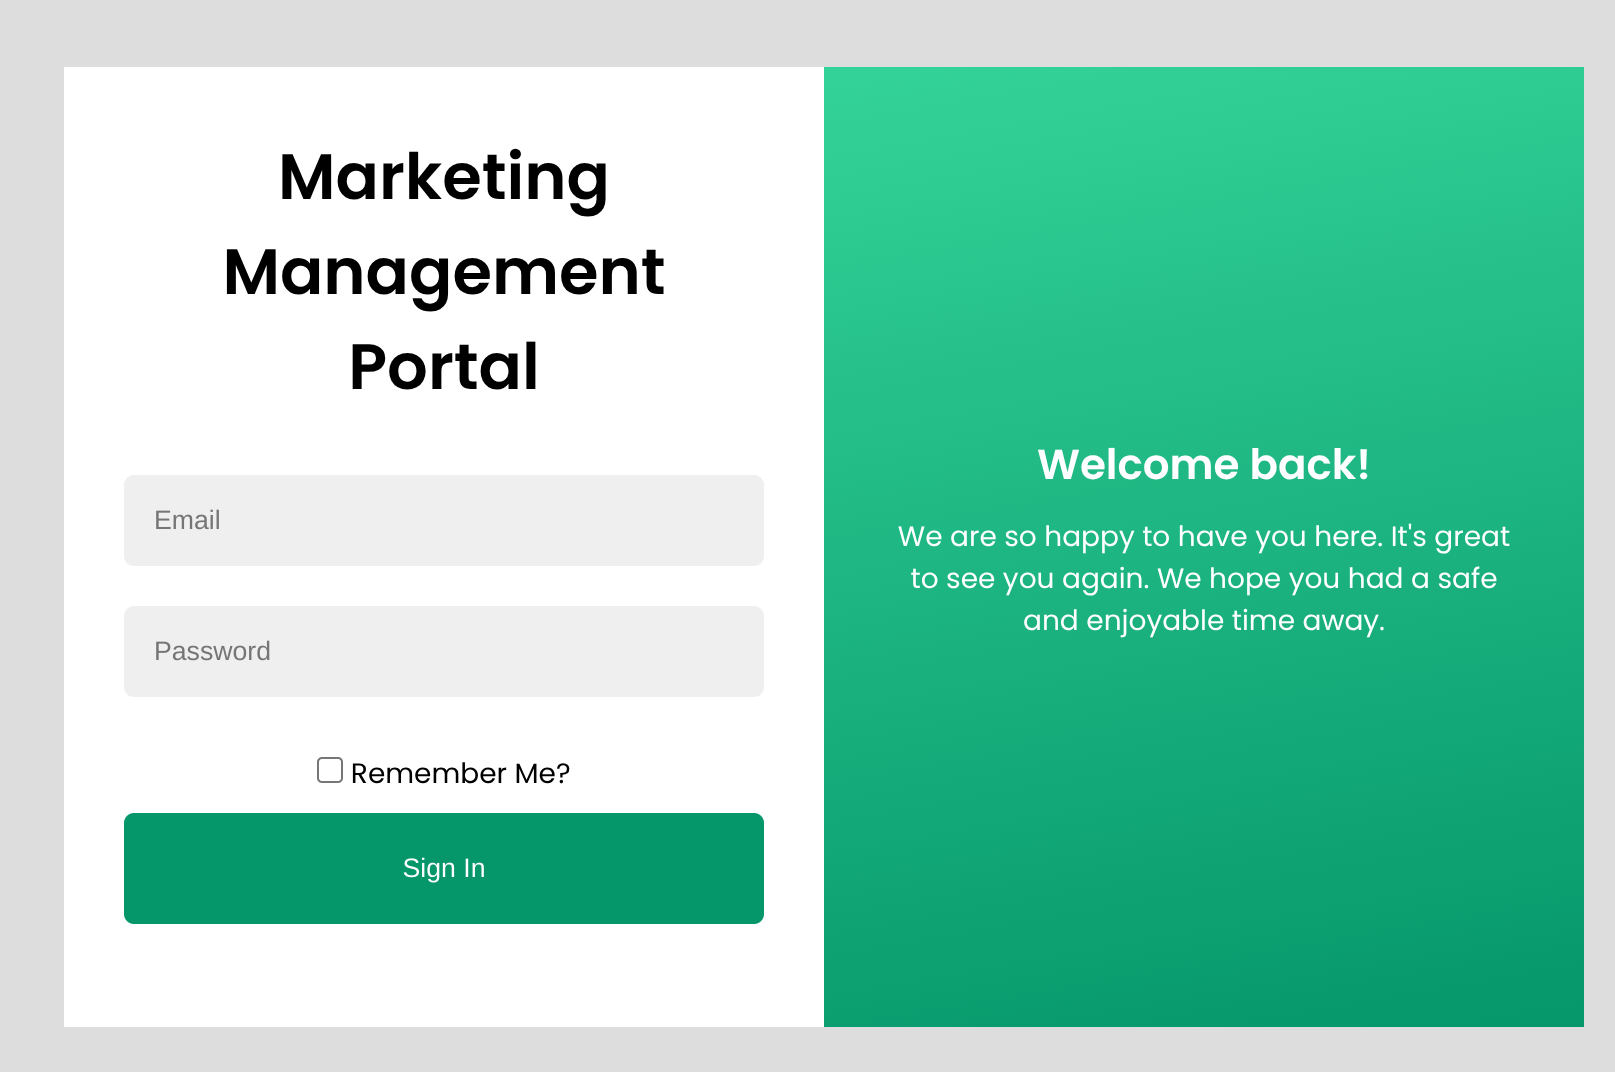 Marketing
Management
Portal
Email
Password
Remember Me?
Sign In
Welcome back!
We are so happy to have you here. It's great
to see you again. We hope you had a safe
and enjoyable time away.